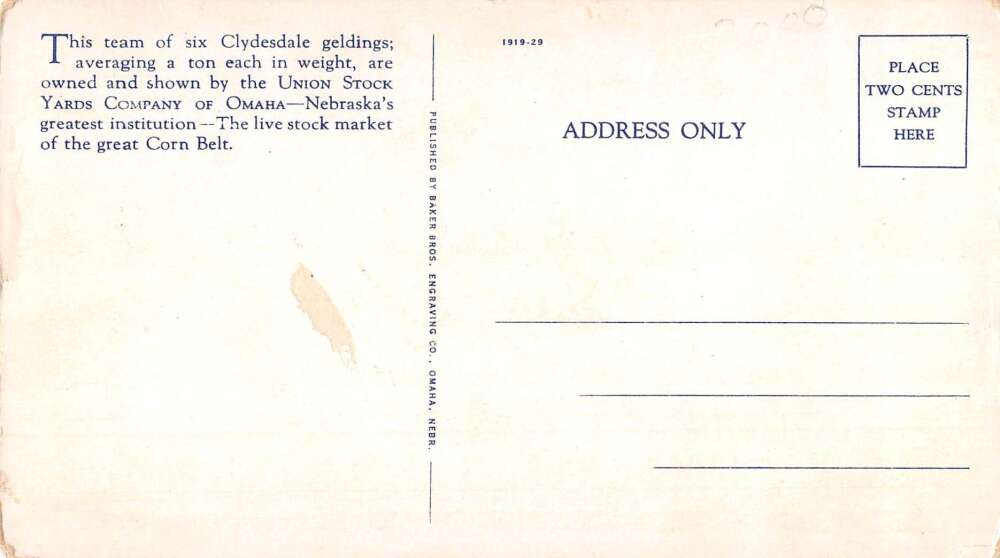 This team of six Clydesdale geldings;
averaging a ton each in weight, are
owned and shown by the UNION STOCK
YARDS COMPANY OF OMAHA—Nebraska's
greatest institution—The live stock market
of the great Corn Belt.
PUBLISHED BY BAKER BROS. ENGRAVING CO., OMAHA, NEBR.
1919-29
ADDRESS ONLY
PLACE
TWO CENTS
STAMP
HERE